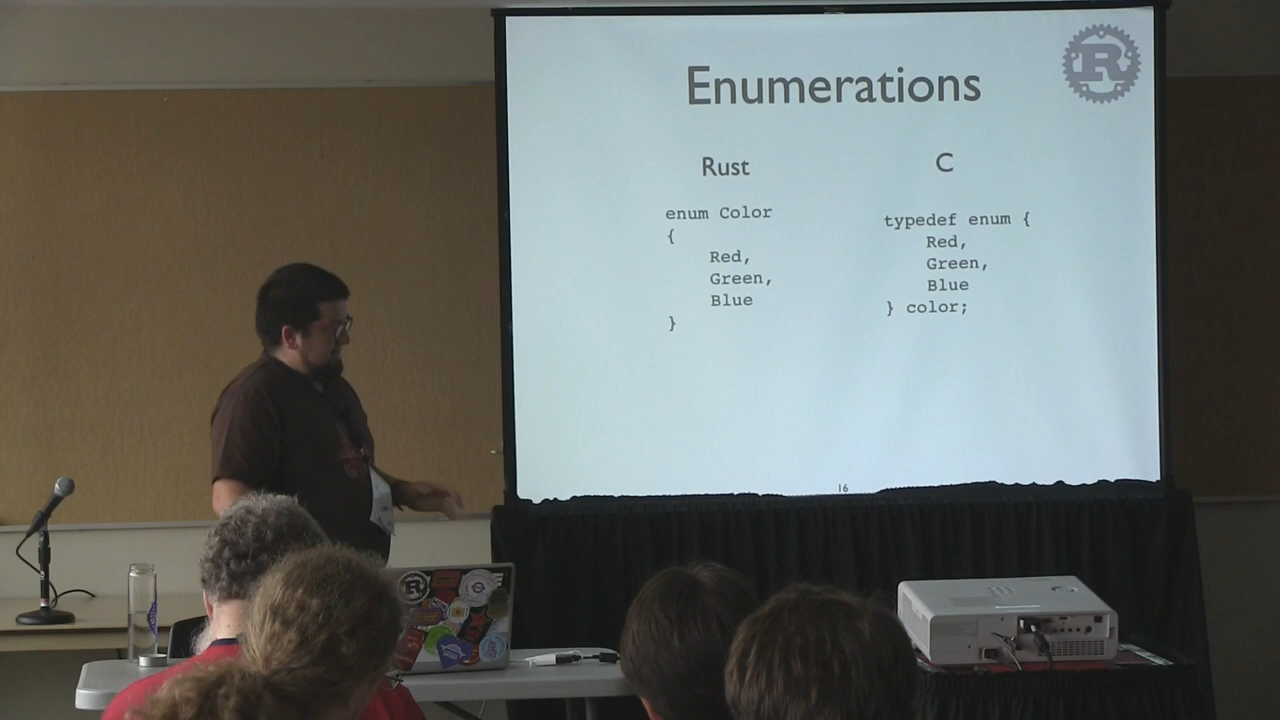 Enumerations
R
Rust
enum Color
{
Red,
Green,
Blue
}
C
typedef enum {
Red,
Green,
Blue
} color;
16
R